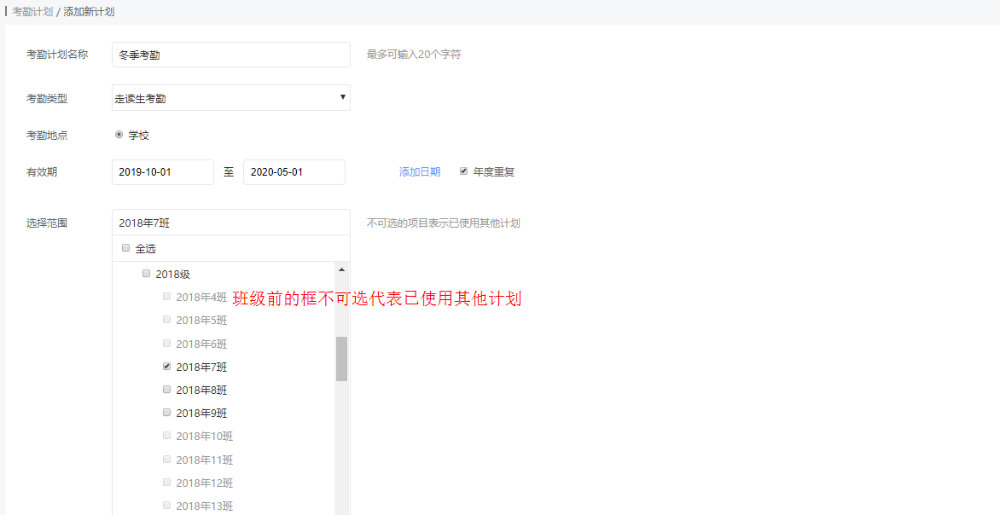 考勤计划 / 添加新计划
考勤计划名称 冬季考勤 最多可输入20个字符
考勤类型 走读生考勤
考勤地点 学校
有效期 2019-10-01 至 2020-05-01 添加日期 年度重复
选择范围 2018年7班 不可选的项目表示已使用其他计划
全选
2018级
2018年4班 班级前的框不可选代表已使用其他计划
2018年5班
2018年6班
2018年7班
2018年8班
2018年9班
2018年10班
2018年11班
2018年12班
2018年13班